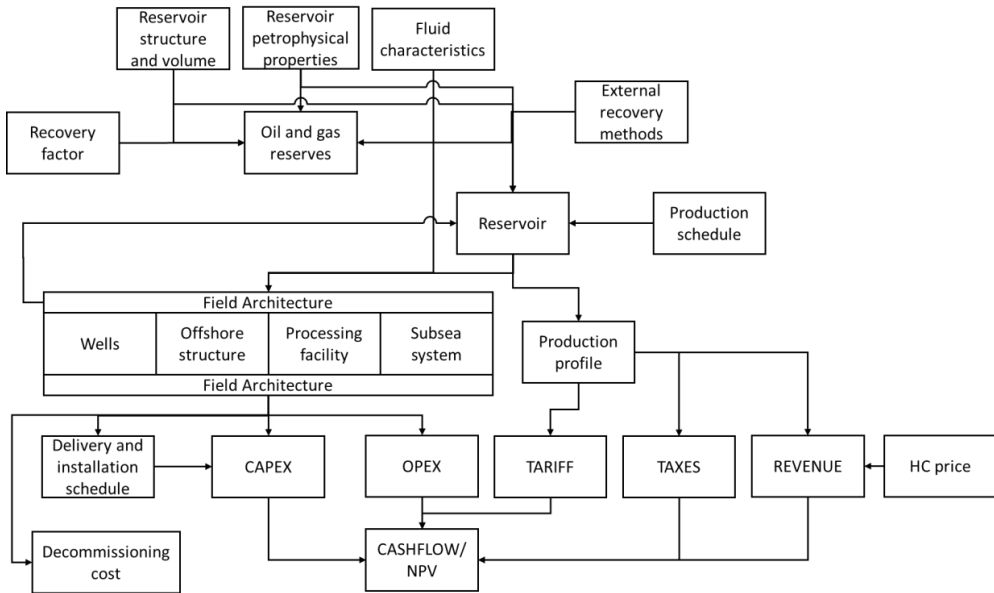 Reservoir
structure
and volume
Reservoir
petrophysical
properties
Fluid
characteristics
External
recovery
methods
Recovery
factor
Oil and gas
reserves
Reservoir
Production
schedule
Field Architecture
Wells
Offshore
structure
Processing
facility
Subsea
system
Field Architecture
Production
profile
Delivery and
installation
schedule
CAPEX
OPEX
TARIFF
TAXES
REVENUE
HC price
Decommissioning
cost
CASHFLOW/
NPV